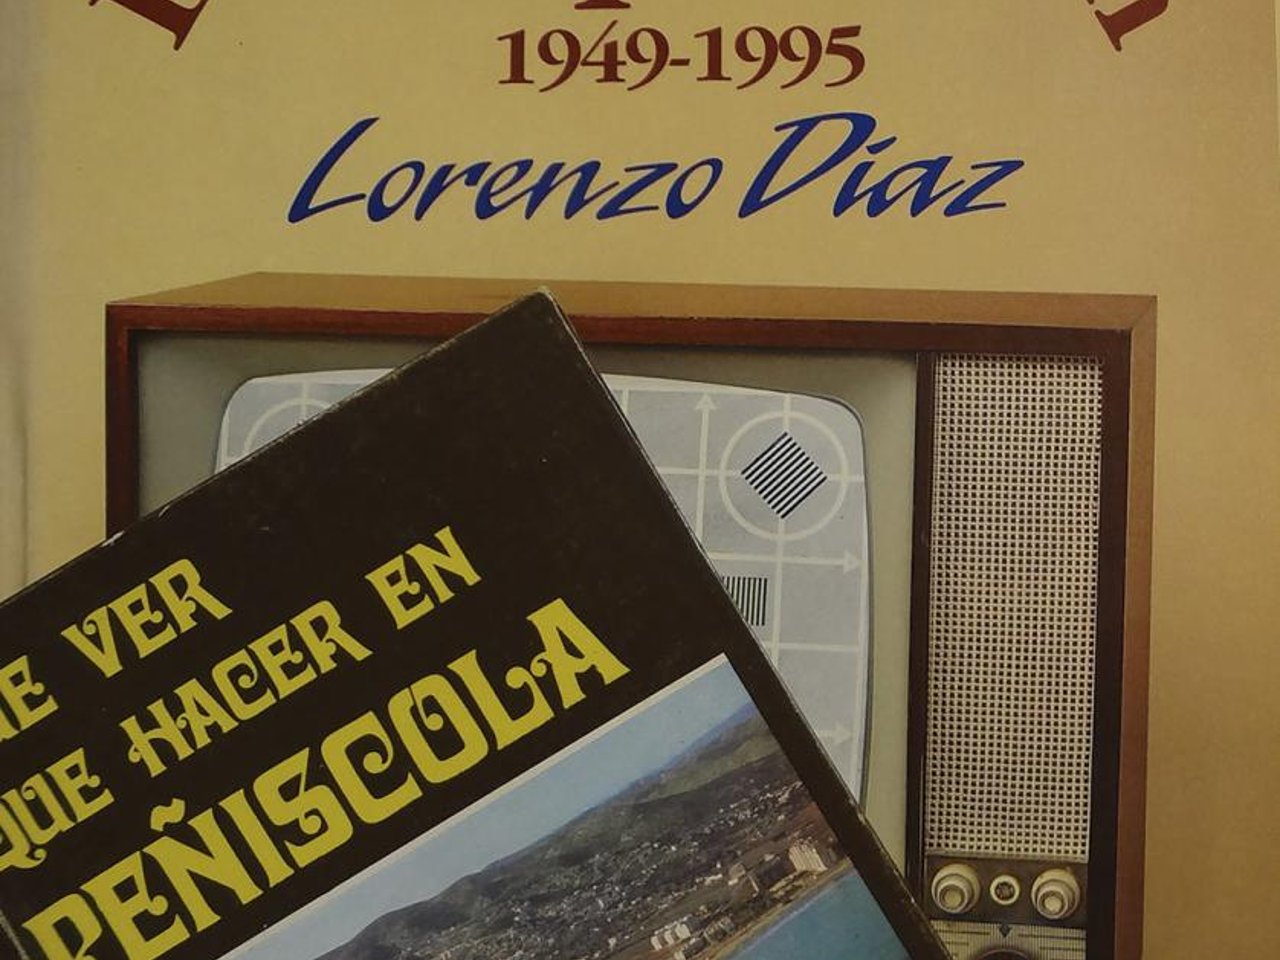 1949-1995
Lorenzo Díaz
VER
QUE HACER EN
PEÑISCOLA